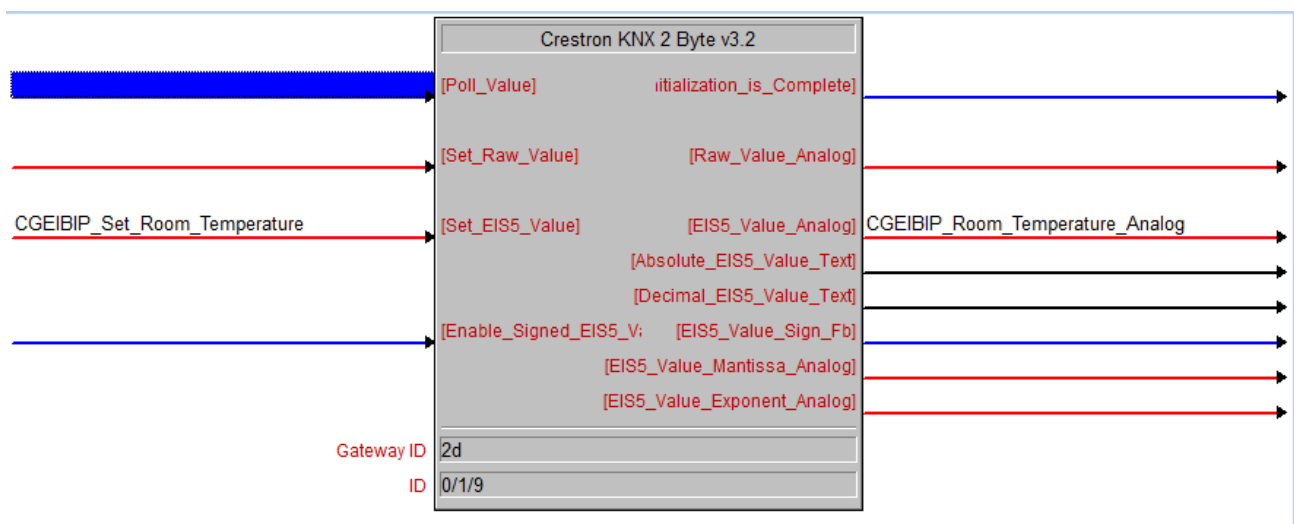 Crestron KNX 2 Byte v3.2
[Poll_Value] itialization_is_Complete]
[Set_Raw_Value] [Raw_Value_Analog]
CGEIBIP_Set_Room_Temperature [Set_EIS5_Value] [EIS5_Value_Analog] CGEIBIP_Room_Temperature_Analog
[Absolute_EIS5_Value_Text]
[Decimal_EIS5_Value_Text]
[Enable_Signed_EIS5_V [EIS5_Value_Sign_Fb]
[EIS5_Value_Mantissa_Analog]
[EIS5_Value_Exponent_Analog]
Gateway ID 2d
ID 0/1/9